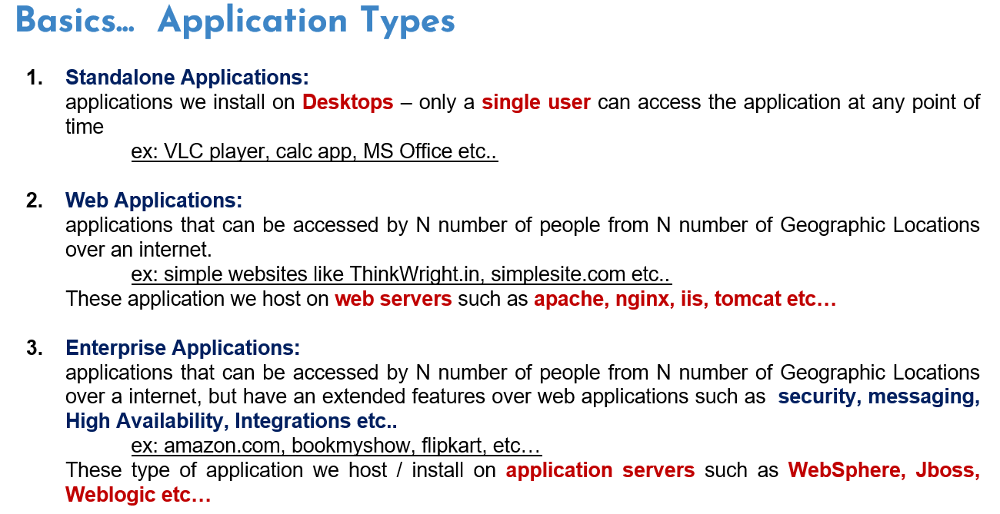 Basics... Application Types
1. Standalone Applications:
applications we install on Desktops – only a single user can access the application at any point of
time
ex: VLC player, calc app, MS Office etc..
2. Web Applications:
applications that can be accessed by N number of people from N number of Geographic Locations
over an internet.
ex: simple websites like ThinkWright.in, simplesite.com etc..
These application we host on web servers such as apache, nginx, iis, tomcat etc…
3. Enterprise Applications:
applications that can be accessed by N number of people from N number of Geographic Locations
over a internet, but have an extended features over web applications such as security, messaging,
High Availability, Integrations etc..
ex: amazon.com, bookmyshow, flipkart, etc…
These type of application we host / install on application servers such as WebSphere, Jboss,
Weblogic etc…